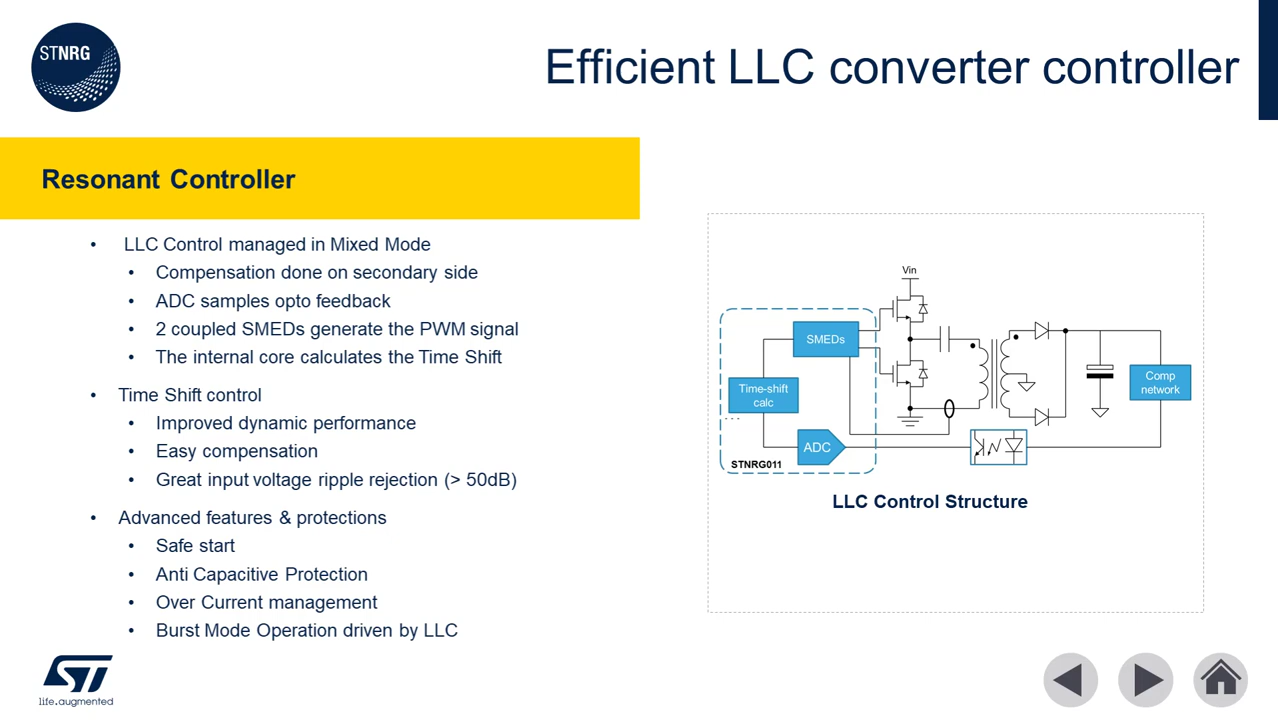 STNRG
Efficient LLC converter controller
Resonant Controller
• LLC Control managed in Mixed Mode
• Compensation done on secondary side
• ADC samples opto feedback
• 2 coupled SMEDs generate the PWM signal
• The internal core calculates the Time Shift
• Time Shift control
• Improved dynamic performance
• Easy compensation
• Great input voltage ripple rejection (> 50dB)
• Advanced features & protections
• Safe start
• Anti Capacitive Protection
• Over Current management
• Burst Mode Operation driven by LLC
Vin
SMEDs
Time-shift
calc
...
ADC
STNRG011
Comp
network
LLC Control Structure
ST
life.augmented